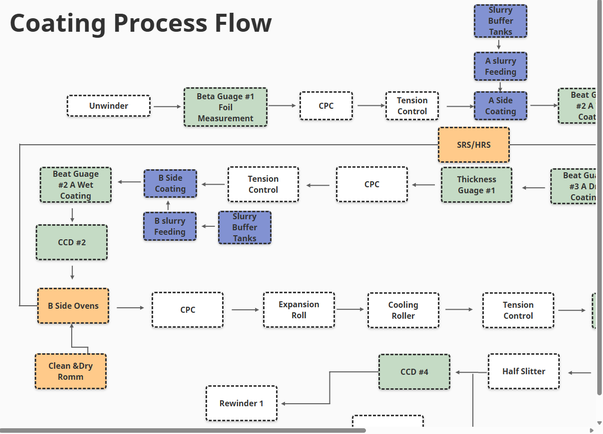 Coating Process Flow
Slurry
Buffer
Tanks
A slurry
Feeding
Unwinder
Beta Guage #1
Foil
Measurement
CPC
Tension
Control
A Side
Coating
Beat G
#2 A
Coat
SRS/HRS
Beat Guage
#2 A Wet
Coating
B Side
Coating
Tension
Control
CPC
Thickness
Guage #1
Beat Gu
#3 A D
Coatin
B slurry
Feeding
Slurry
Buffer
Tanks
CCD #2
B Side Ovens
CPC
Expansion
Roll
Cooling
Roller
Tension
Control
Clean &Dry
Romm
CCD #4
Half Slitter
Rewinder 1